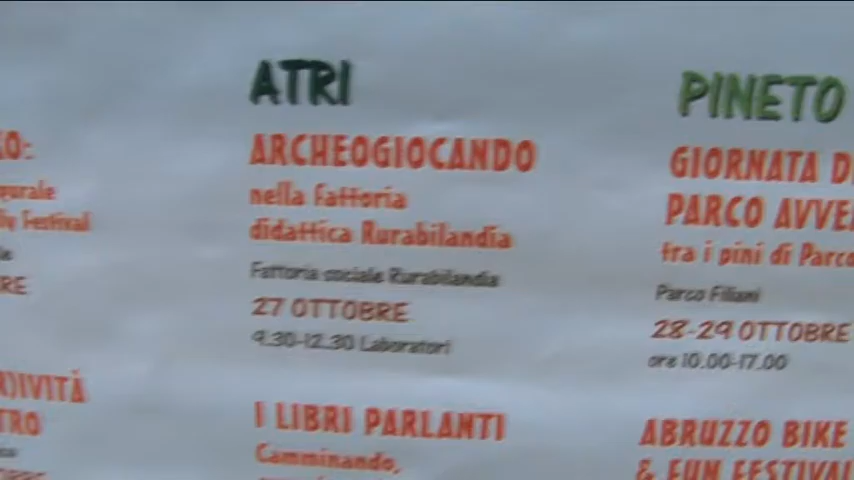 ATRI
ARCHEOGIOCANDO
nella fattoria
didattica Rurabilandia
Fattoria sociale Rurabilandia
27 OTTOBRE
9.30-12.30 Laboratori
I LIBRI PARLANTI
Camminando,
PINETO
GIORNATA
PARCO
fra i pini di Parco
Parco Filiani
28-29 OTTOBRE
ore 10.00-17.00
ABRUZZO BIKE
& FUN FESTIVAL
Festival